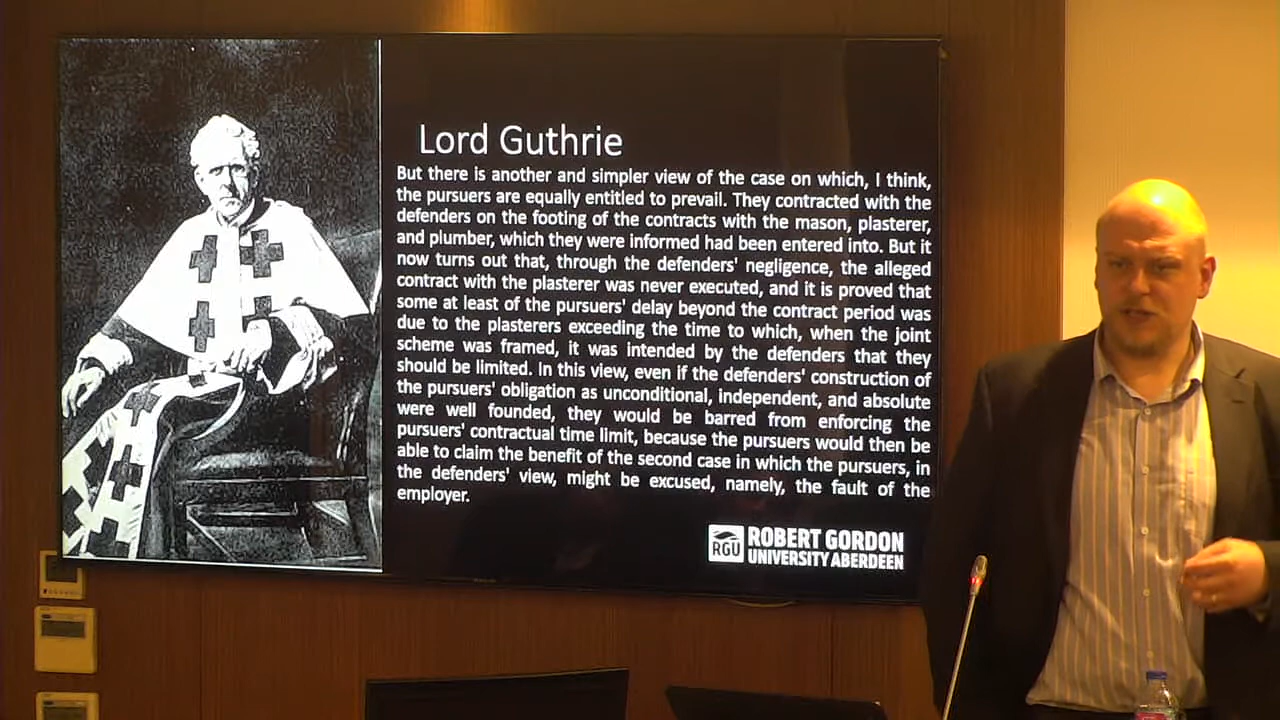 Lord Guthrie
But there is another and simpler view of the case on which, I think,
the pursuers are equally entitled to prevail. They contracted with the
defenders on the footing of the contracts with the mason, plasterer,
and plumber, which they were informed had been entered into. But it
now turns out that, through the defenders' negligence, the alleged
contract with the plasterer was never executed, and it is proved that
some at least of the pursuers' delay beyond the contract period was
due to the plasterers exceeding the time to which, when the joint
scheme was framed, it was intended by the defenders that they
should be limited. In this view, even if the defenders' construction of
the pursuers' obligation as unconditional, independent, and absolute
were well founded, they would be barred from enforcing the
pursuers' contractual time limit, because the pursuers would then be
able to claim the benefit of the second case in which the pursuers, in
the defenders' view, might be excused, namely, the fault of the
employer.
RGU
ROBERT GORDON
UNIVERSITY ABERDEEN